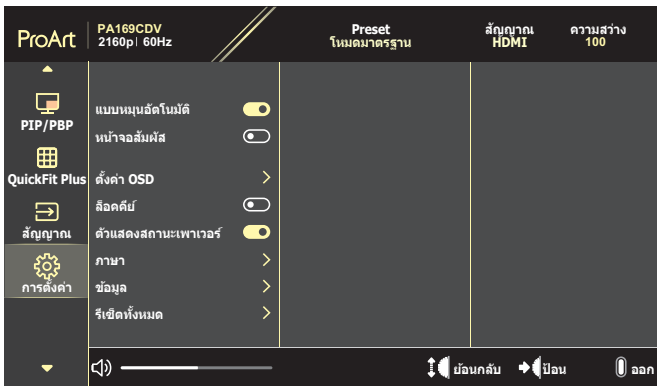 ProArt
PA169CDV
2160p| 60Hz
Preset
โหมดมาตรฐาน
สัญญาณ
HDMI
ความสว่าง
100
PIP/PBP
QuickFit Plus
สัญญาณ
การตั้งค่า
แบบหมุนอัตโนมัติ
หน้าจอสัมผัส
ตั้งค่า OSD
ล็อคคีย์
ตัวแสดงสถานะเพาเวอร์
ภาษา
ข้อมูล
รีเซ็ตทั้งหมด
ย้อนกลับ
ป้อน
ออก